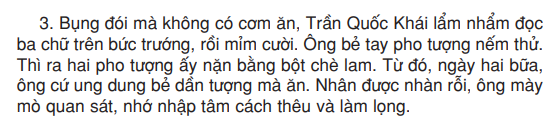 3. Bụng đói mà không có cơm ăn, Trần Quốc Khái lẩm nhẩm đọc
ba chữ trên bức trướng, rồi mỉm cười. Ông bẻ tay pho tượng nếm thử.
Thì ra hai pho tượng ấy nặn bằng bột chè lam. Từ đó, ngày hai bữa,
ông cứ ung dung bẻ dần tượng mà ăn. Nhân được nhàn rỗi, ông mày
mò quan sát, nhớ nhập tâm cách thêu và làm lọng.